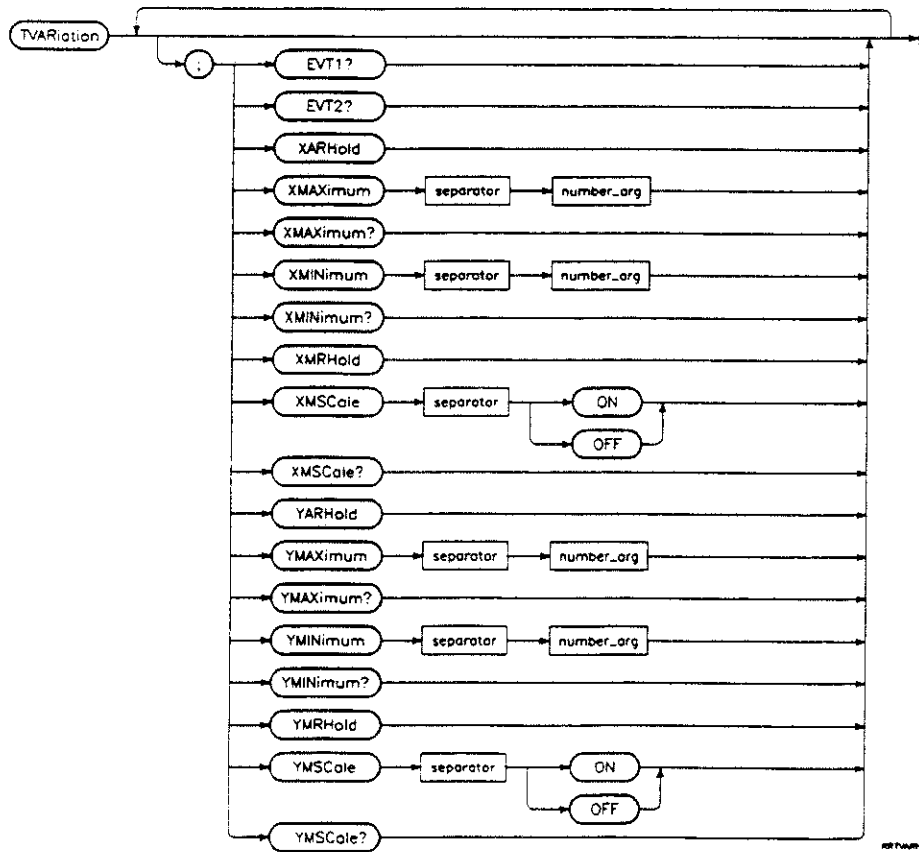 TVARiation
;
EVT1?
EVT2?
XARHold
XMAXimum separator number_arg
XMAXimum?
XMINimum separator number_arg
XMINimum?
XMRHold
XMSCale separator ON
OFF
XMSCale?
YARHold
YMAXimum separator number_arg
YMAXimum?
YMINimum separator number_arg
YMINimum?
YMRHold
YMSCale separator ON
OFF
YMSCale?